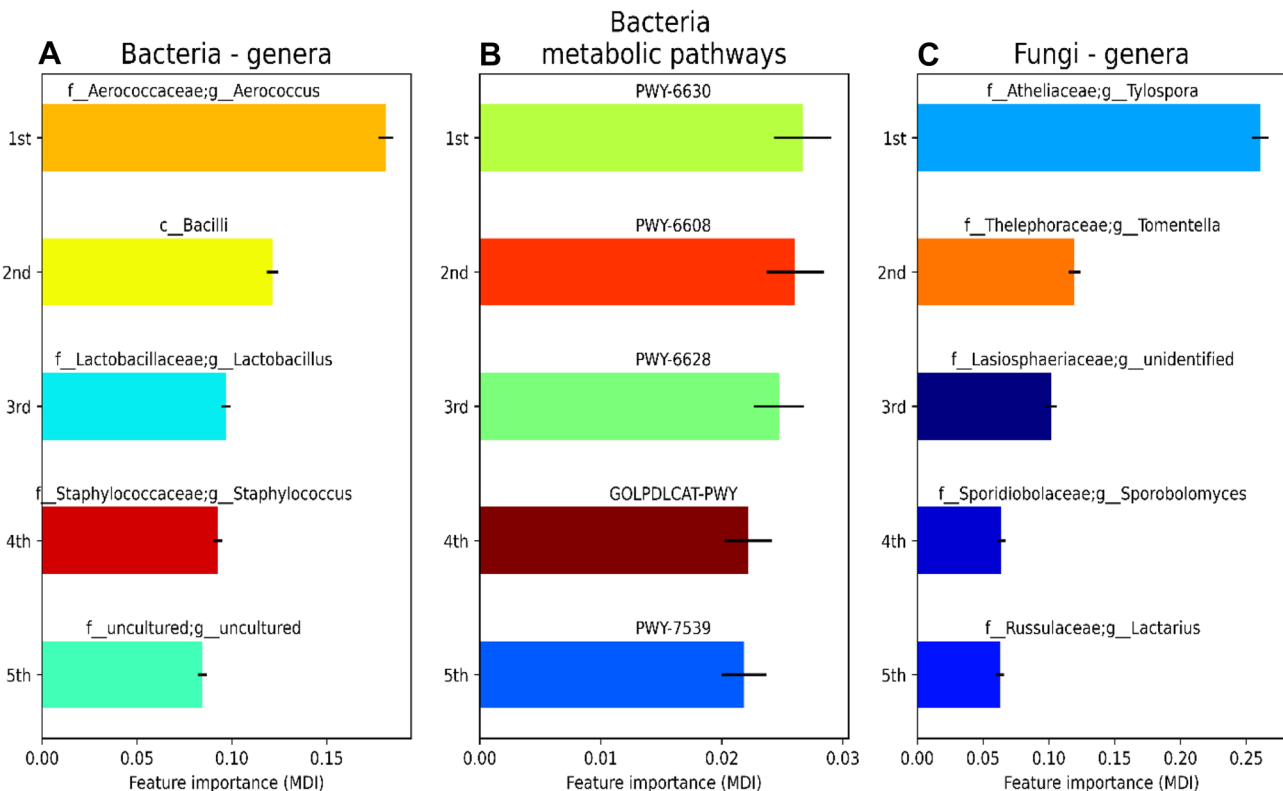 A
Bacteria - genera
f__Aerococcaceae;g__Aerococcus
1st
c__Bacilli
2nd
f__Lactobacillaceae;g__Lactobacillus
3rd
f__Staphylococcaceae;g__Staphylococcus
4th
f__uncultured;g__uncultured
5th
0.00 0.05 0.10 0.15
Feature importance (MDI)
B
Bacteria
metabolic pathways
PWY-6630
1st
PWY-6608
2nd
PWY-6628
3rd
GOLPDLCAT-PWY
4th
PWY-7539
5th
0.00 0.01 0.02 0.03
Feature importance (MDI)
C
Fungi - genera
f__Atheliaceae;g__Tylospora
1st
f__Thelephoraceae;g__Tomentella
2nd
f__Lasiosphaeriaceae;g__unidentified
3rd
f__Sporidiobolaceae;g__Sporobolomyces
4th
f__Russulaceae;g__Lactarius
5th
0.00 0.05 0.10 0.15 0.20 0.25
Feature importance (MDI)